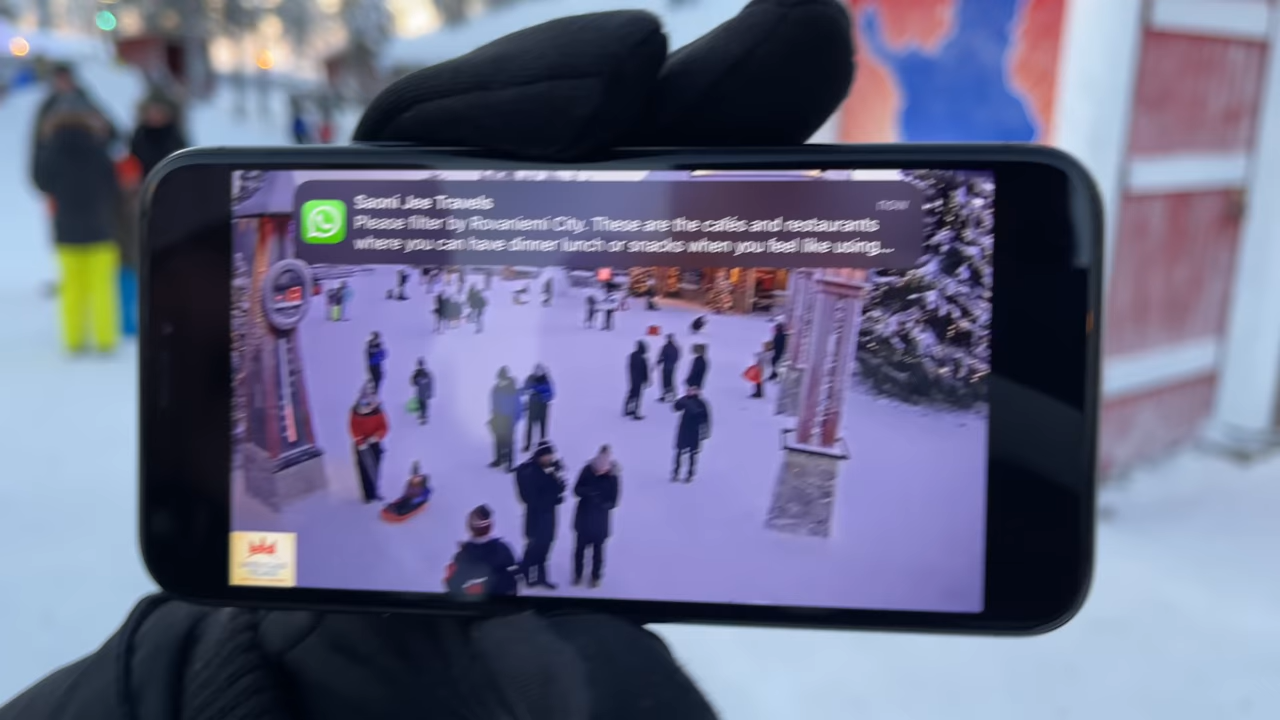 Saoni Jee Travels
now
Please filter by Rovaniemi City. These are the cafés and restaurants
where you can have dinner lunch or snacks when you feel like using...